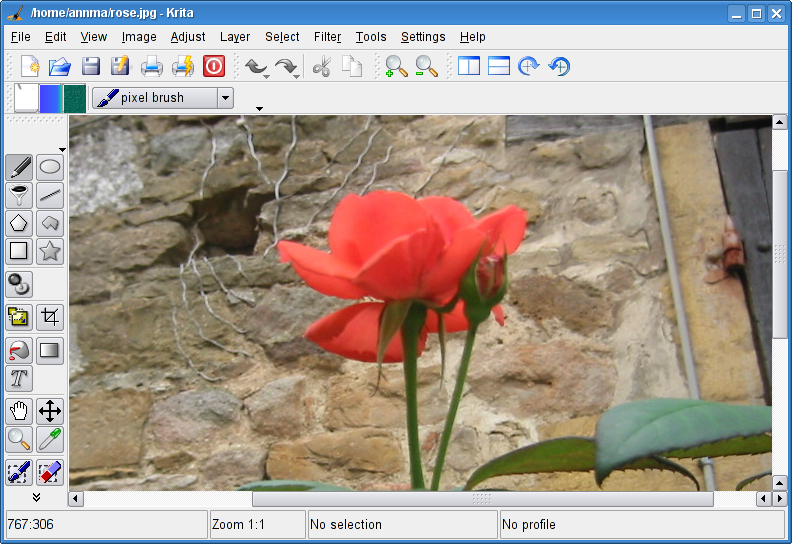 /home/annma/rose.jpg - Krita
File Edit View Image Adjust Layer Select Filter Tools Settings Help
pixel brush
T
767:306 Zoom 1:1 No selection No profile